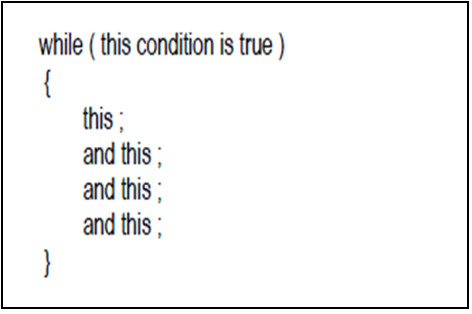 while ( this condition is true )
{
this ;
and this ;
and this ;
and this ;
}